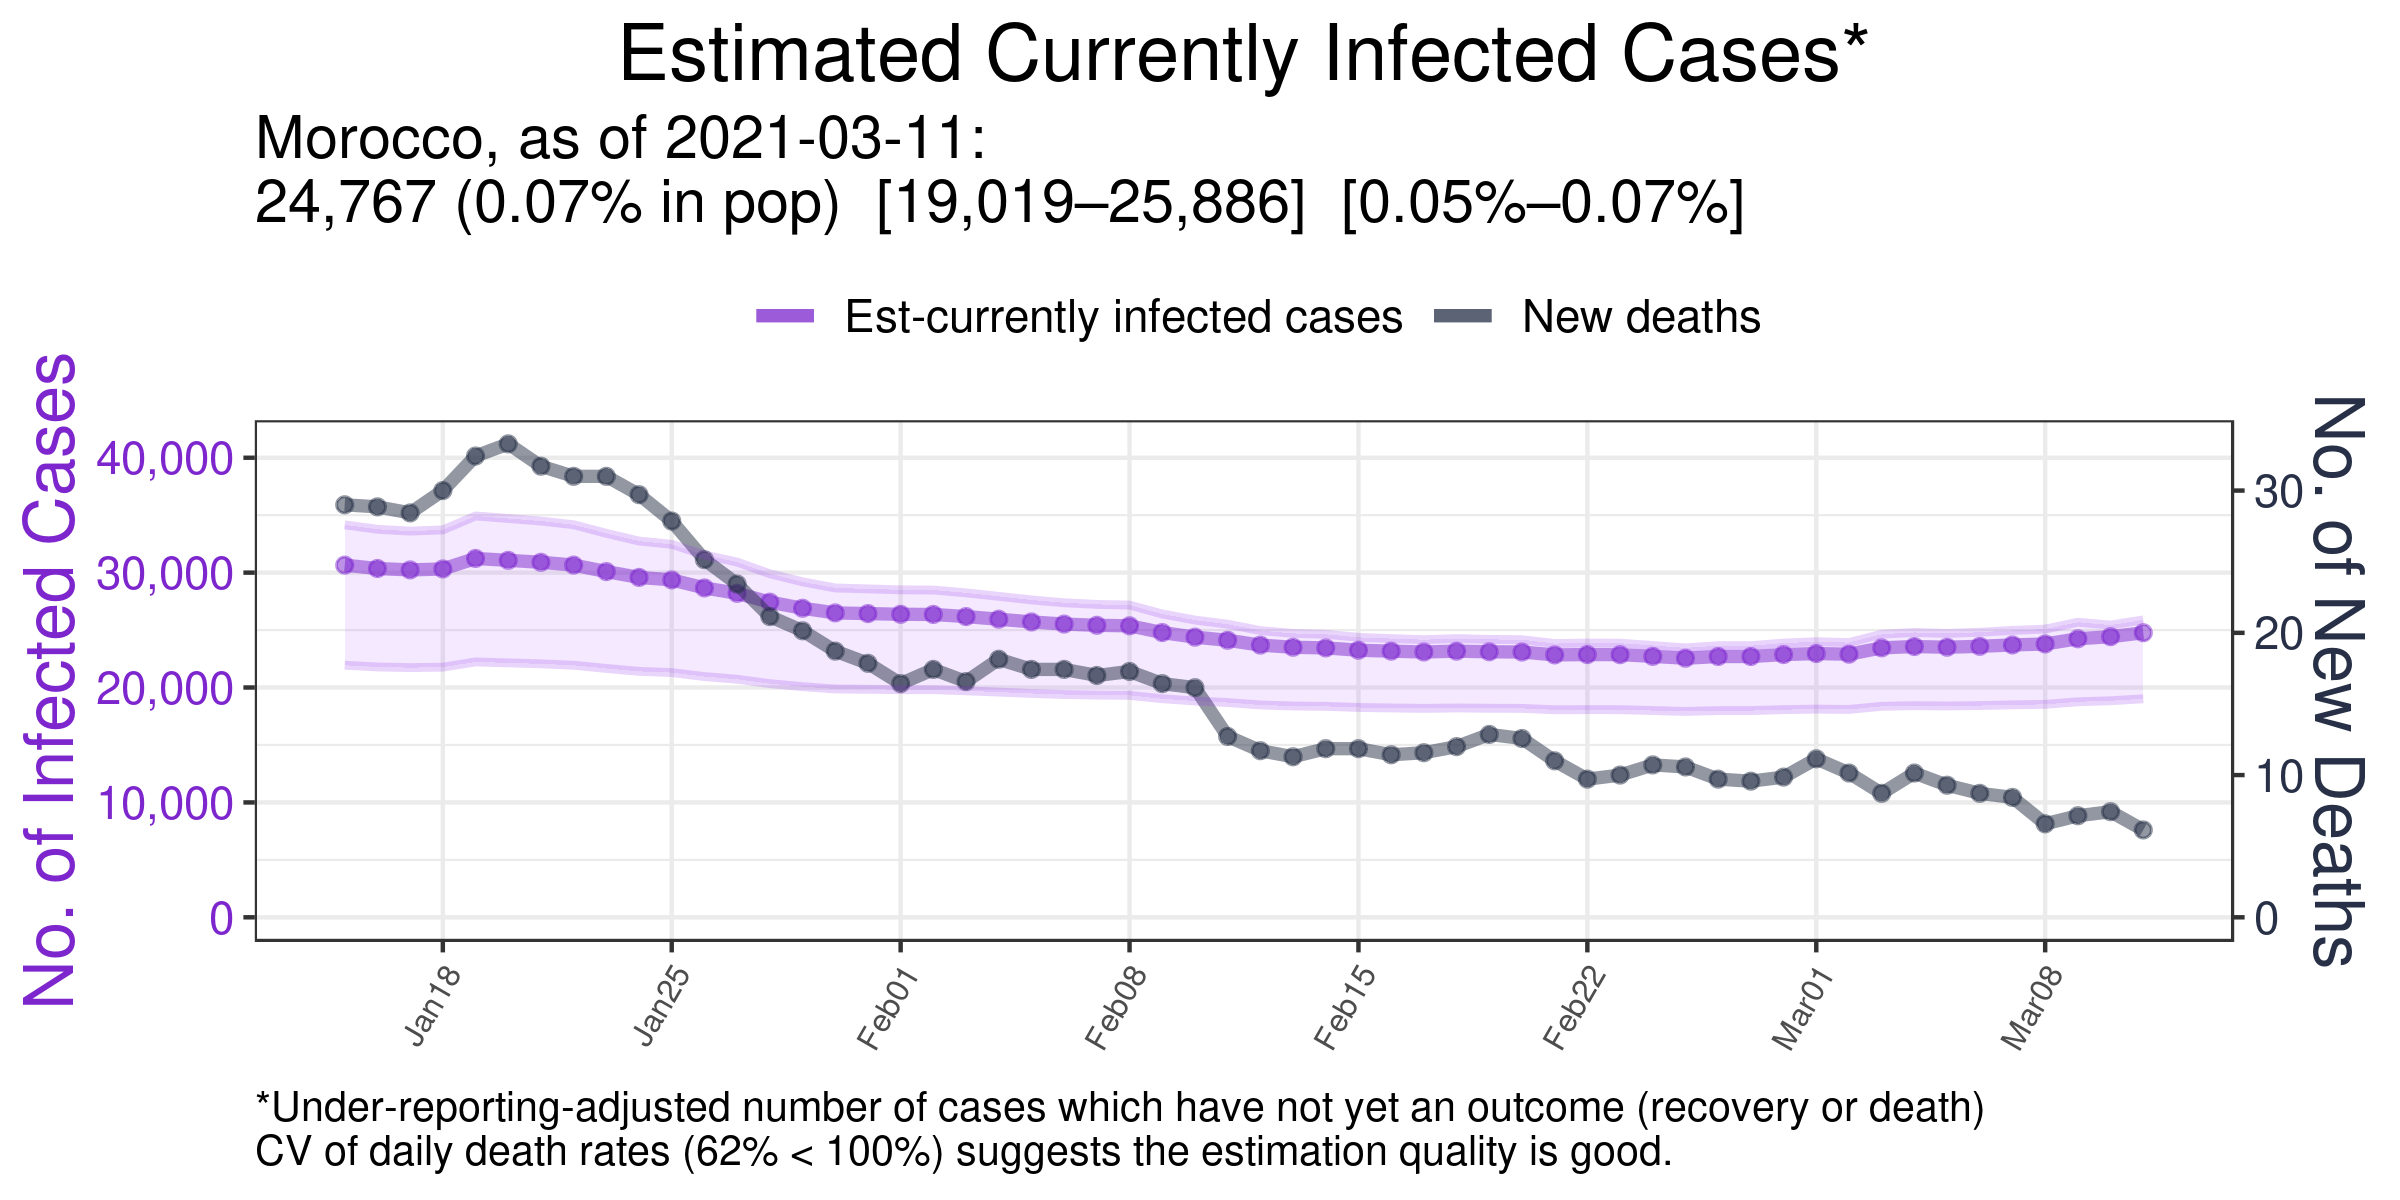 Estimated Currently Infected Cases*
Morocco, as of 2021-03-11:
24,767 (0.07% in pop) [19,019–25,886] [0.05%–0.07%]
Est-currently infected cases
New deaths
No. of Infected Cases
40,000
30,000
20,000
10,000
0
30
20
10
0
No. of New Deaths
Jan18
Jan25
Feb01
Feb08
Feb15
Feb22
Mar01
Mar08
*Under-reporting-adjusted number of cases which have not yet an outcome (recovery or death)
CV of daily death rates (62% < 100%) suggests the estimation quality is good.